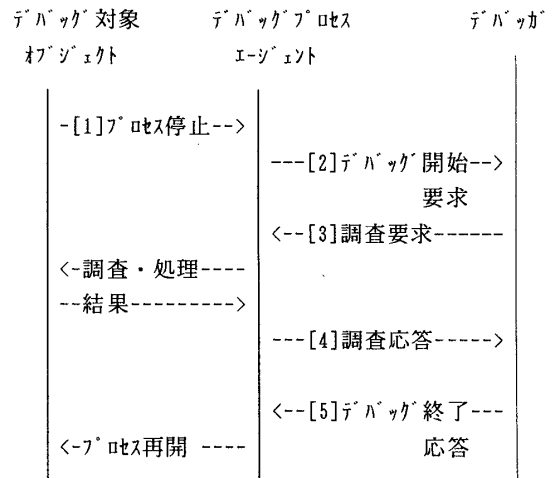 ﾃﾞﾊﾞｯｸﾞ対象 ﾃﾞﾊﾞｯｸﾞﾌﾟﾛｾｽ ﾃﾞﾊﾞｯｶﾞ
ｵﾌﾞｼﾞｪｸﾄ ｴｰｼﾞｪﾝﾄ
-[1]ﾌﾟﾛｾｽ停止-->
---[2]ﾃﾞﾊﾞｯｸﾞ開始-->
要求
<--[3]調査要求------
<-調査・処理----
--結果--------->
---[4]調査応答----->
<--[5]ﾃﾞﾊﾞｯｸﾞ終了---
<-ﾌﾟﾛｾｽ再開 ---- 応答